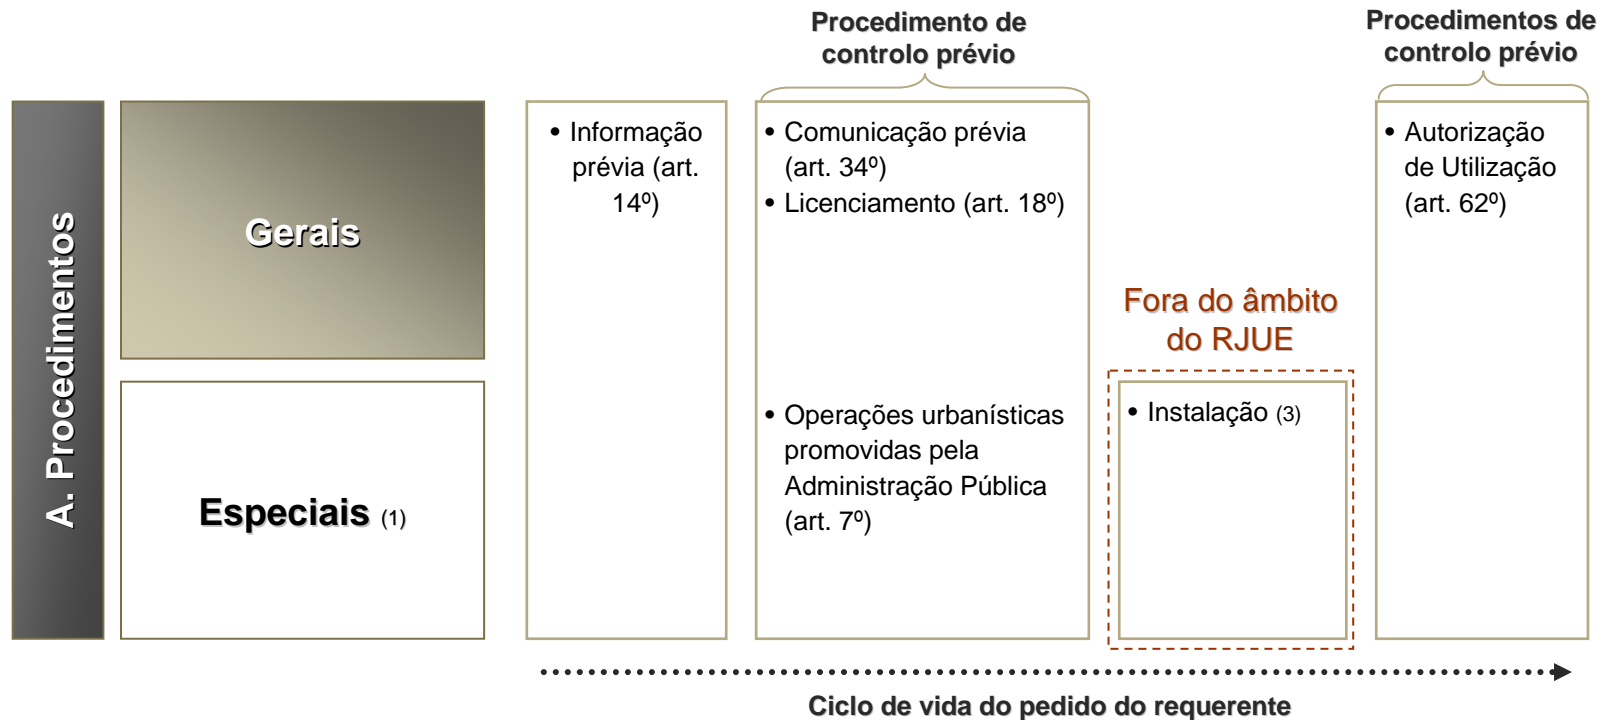 Procedimento de
controlo prévio
Procedimentos de
controlo prévio
A. Procedimentos
Gerais
Especiais (1)
• Informação
prévia (art.
14º)
• Comunicação prévia
(art. 34º)
• Licenciamento (art. 18º)
• Operações urbanísticas
promovidas pela
Administração Pública
(art. 7º)
Fora do âmbito
do RJUE
• Instalação (3)
• Autorização
de Utilização
(art. 62º)
Ciclo de vida do pedido do requerente